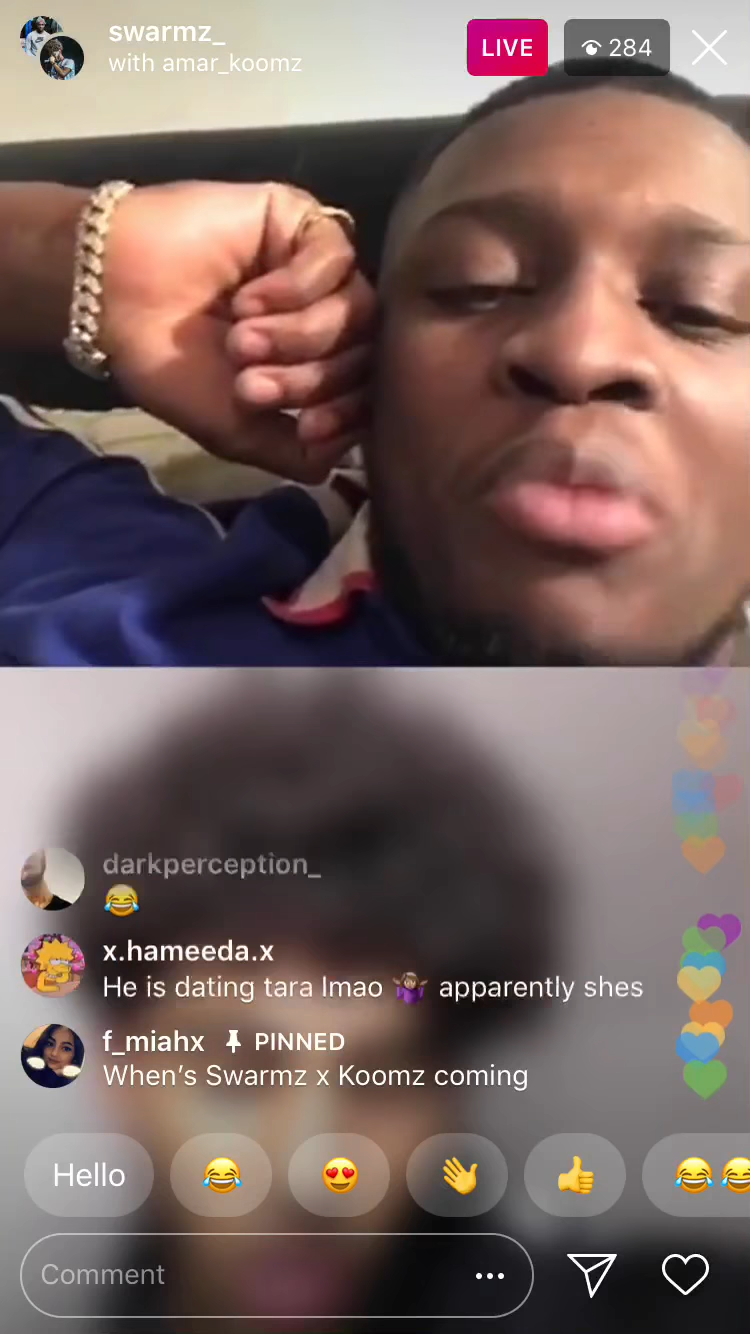 swarmz_
with amar_koomz
LIVE
284
darkperception_
😂
x.hameeda.x
He is dating tara lmao 🤷🏽‍♀️ apparently shes
f_miahx PINNED
When's Swarmz x Koomz coming
Hello 😂 😍 👋 👍 😂😂
Comment